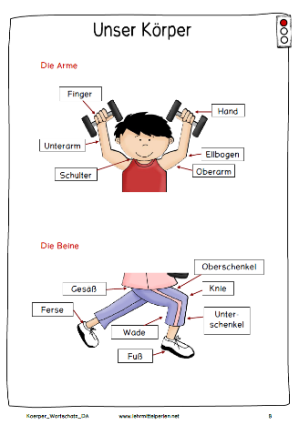 Unser Körper
Die Arme
Finger
Hand
Unterarm
Ellbogen
Schulter
Oberarm
Die Beine
Oberschenkel
Gesäß
Knie
Ferse
Unter-
schenkel
Wade
Fuß
Koerper_Wortschatz_DA www.lehrmittelperlen.net 8